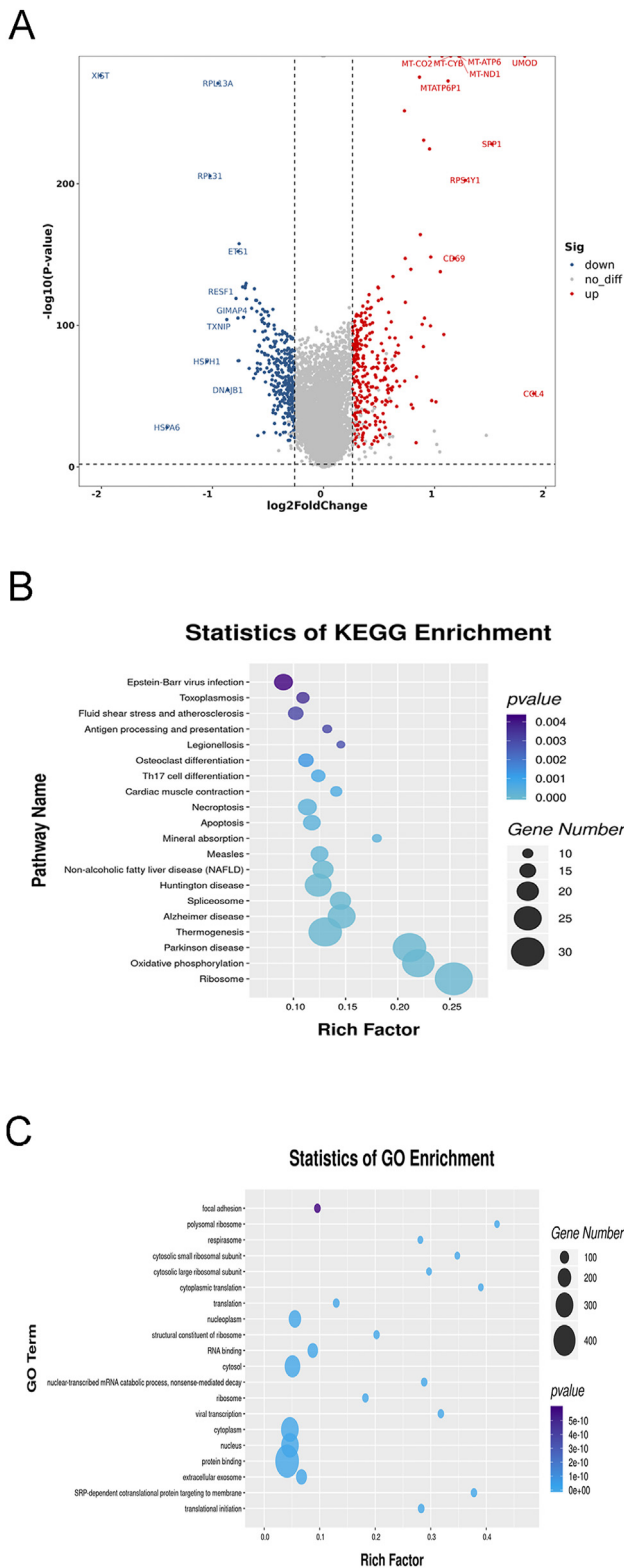 A
XIST
RPL13A
MT-CO2
MT-CYB
MT-ATP6
UMOD
MT-ND1
MTATP6P1
SPP1
RPL31
RPS4Y1
ETS1
CD69
RESF1
GIMAP4
TXNIP
HSPH1
DNAJB1
CCL4
HSPA6
Sig
down
no_diff
up
-log10(P-value)
200
100
0
-2
-1
0
1
2
log2FoldChange
B
Statistics of KEGG Enrichment
Pathway Name
Epstein-Barr virus infection
Toxoplasmosis
Fluid shear stress and atherosclerosis
Antigen processing and presentation
Legionellosis
Osteoclast differentiation
Th17 cell differentiation
Cardiac muscle contraction
Necroptosis
Apoptosis
Mineral absorption
Measles
Non-alcoholic fatty liver disease (NAFLD)
Huntington disease
Spliceosome
Alzheimer disease
Thermogenesis
Parkinson disease
Oxidative phosphorylation
Ribosome
0.10
0.15
0.20
0.25
Rich Factor
pvalue
0.004
0.003
0.002
0.001
0.000
Gene Number
10
15
20
25
30
C
Statistics of GO Enrichment
GO Term
focal adhesion
polysomal ribosome
respirasome
cytosolic small ribosomal subunit
cytosolic large ribosomal subunit
cytoplasmic translation
translation
nucleoplasm
structural constituent of ribosome
RNA binding
cytosol
nuclear-transcribed mRNA catabolic process, nonsense-mediated decay
ribosome
viral transcription
cytoplasm
nucleus
protein binding
extracellular exosome
SRP-dependent cotranslational protein targeting to membrane
translational initiation
0.0
0.1
0.2
0.3
0.4
Rich Factor
Gene Number
100
200
300
400
pvalue
5e-10
4e-10
3e-10
2e-10
1e-10
0e+00